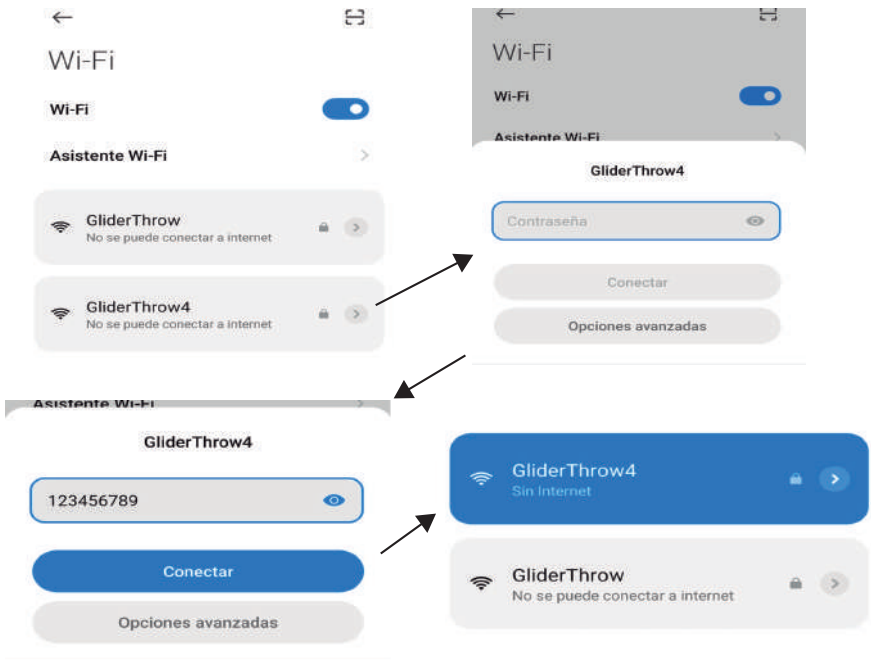 Wi-Fi
Wi-Fi
Asistente Wi-Fi
GliderThrow
No se puede conectar a internet
GliderThrow4
No se puede conectar a internet
Wi-Fi
Wi-Fi
Asistente Wi-Fi
GliderThrow4
Contraseña
Conectar
Opciones avanzadas
Asistente Wi-Fi
GliderThrow4
123456789
Conectar
Opciones avanzadas
GliderThrow4
Sin Internet
GliderThrow
No se puede conectar a internet